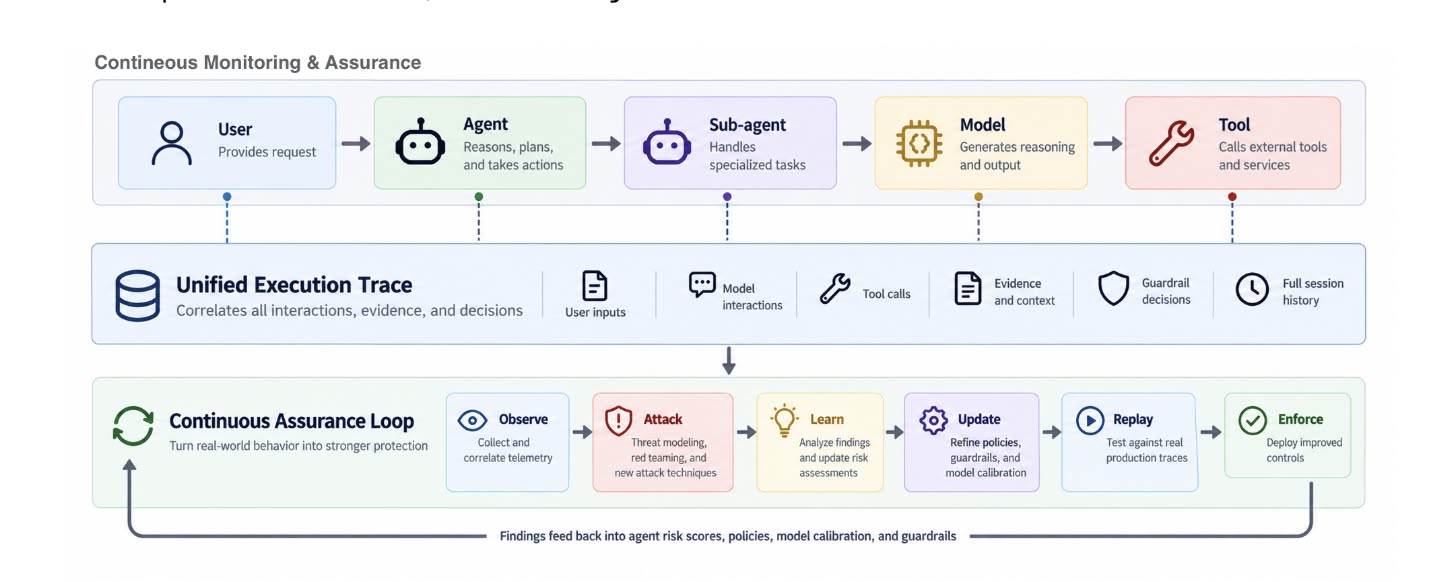 Contineous Monitoring & Assurance
User
Provides request
Agent
Reasons, plans,
and takes actions
Sub-agent
Handles
specialized tasks
Model
Generates reasoning
and output
Tool
Calls external tools
and services
Unified Execution Trace
Correlates all interactions, evidence, and decisions
User inputs
Model
interactions
Tool calls
Evidence
and context
Guardrail
decisions
Full session
history
Continuous Assurance Loop
Turn real-world behavior into stronger protection
Observe
Collect and
correlate telemetry
Attack
Threat modeling,
red teaming, and
new attack techniques
Learn
Analyze findings
and update risk
assessments
Update
Refine policies,
guardrails, and
model calibration
Replay
Test against real
production traces
Enforce
Deploy improved
controls
Findings feed back into agent risk scores, policies, model calibration, and guardrails